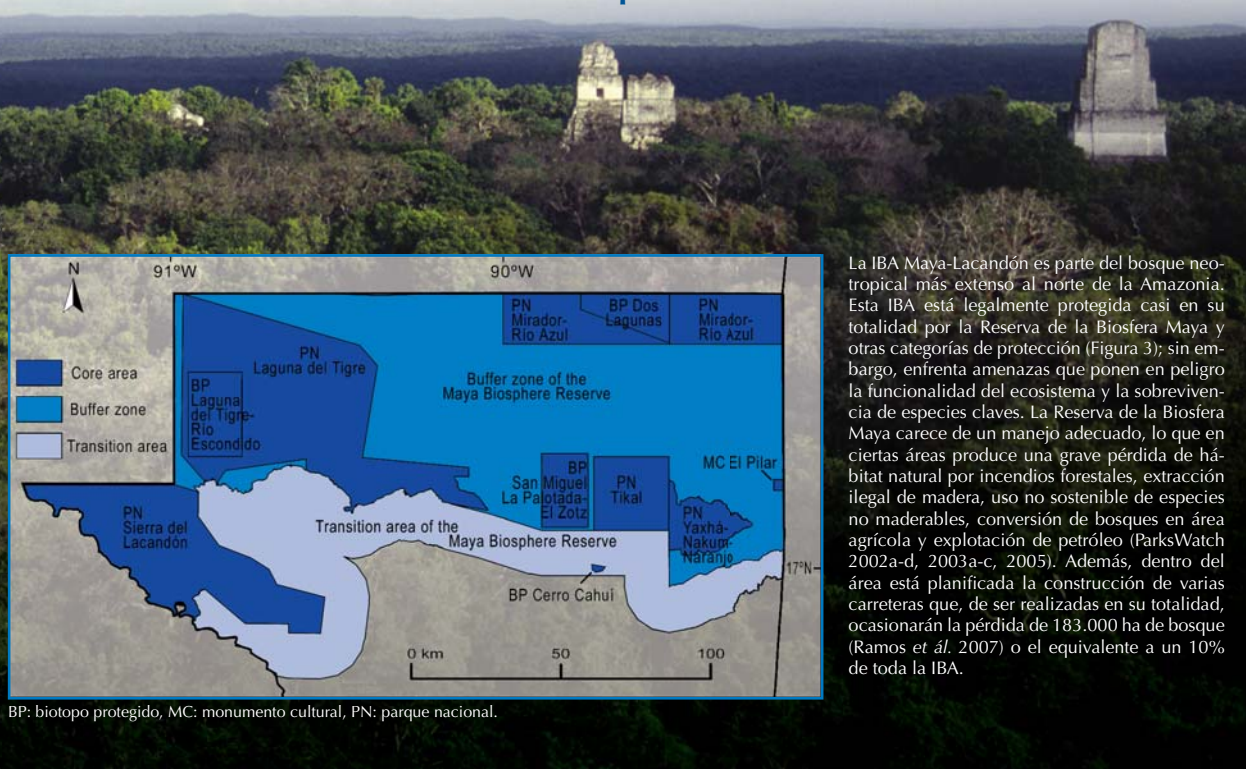 N
91°W
90°W
Core area
Buffer zone
Transition area
PN
Laguna del Tigre
BP
Laguna
del Tigre-
Río
Escondido
PN
Mirador-
Río Azul
BP Dos
Lagunas
PN
Mirador-
Río Azul
Buffer zone of the
Maya Biosphere Reserve
MC El Pilar
BP
San Miguel
La Palotada-
El Zotz
PN
Tikal
PN
Yaxhá-
Nakum-
Naranjo
PN
Sierra del
Lacandón
Transition area of the
Maya Biosphere Reserve
17°N
BP Cerro Cahuí
0 km
50
100
BP: biotopo protegido, MC: monumento cultural, PN: parque nacional.
La IBA Maya-Lacandón es parte del bosque neo-
tropical más extenso al norte de la Amazonia.
Esta IBA está legalmente protegida casi en su
totalidad por la Reserva de la Biosfera Maya y
otras categorías de protección (Figura 3); sin em-
bargo, enfrenta amenazas que ponen en peligro
la funcionalidad del ecosistema y la sobreviven-
cia de especies claves. La Reserva de la Biosfera
Maya carece de un manejo adecuado, lo que en
ciertas áreas produce una grave pérdida de há-
bitat natural por incendios forestales, extracción
ilegal de madera, uso no sostenible de especies
no maderables, conversión de bosques en área
agrícola y explotación de petróleo (ParksWatch
2002a-d, 2003a-c, 2005). Además, dentro del
área está planificada la construcción de varias
carreteras que, de ser realizadas en su totalidad,
ocasionarán la pérdida de 183.000 ha de bosque
(Ramos et ál. 2007) o el equivalente a un 10%
de toda la IBA.